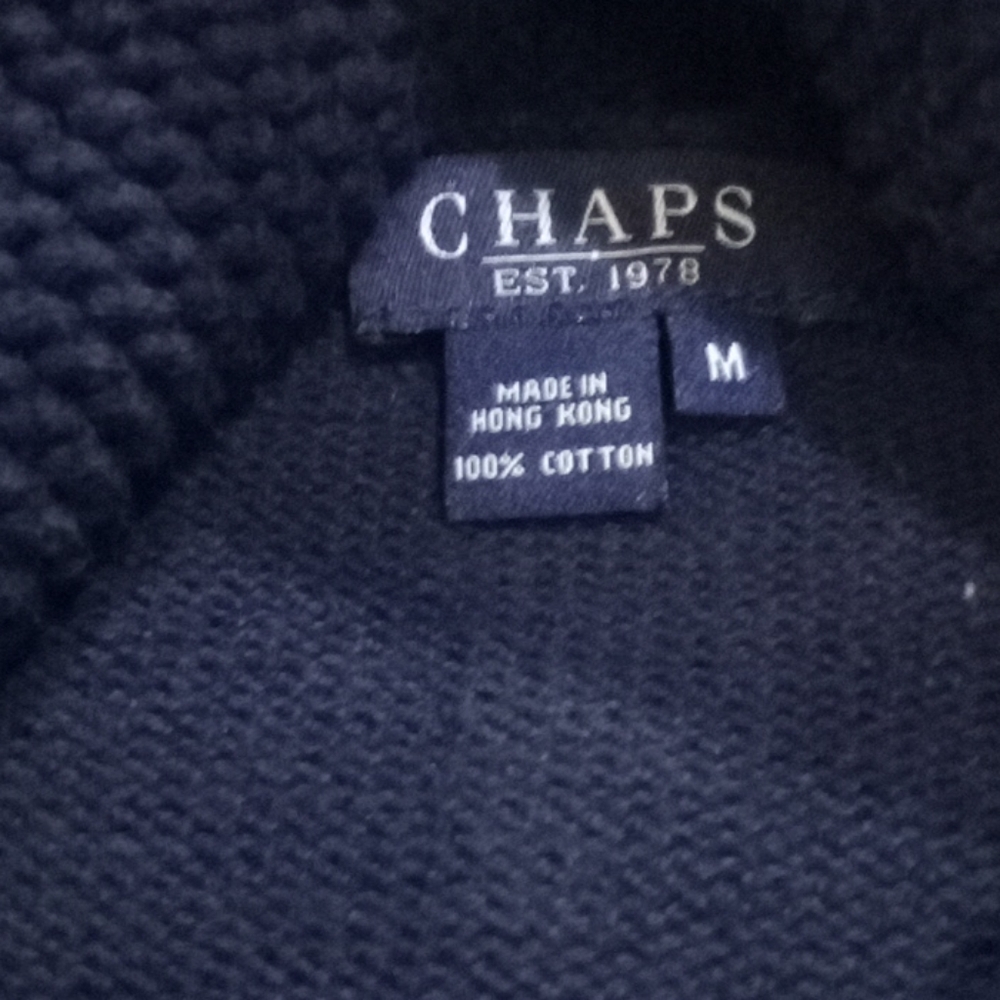 CHAPS
EST. 1978
M
MADE IN
HONG KONG
100% COTTON